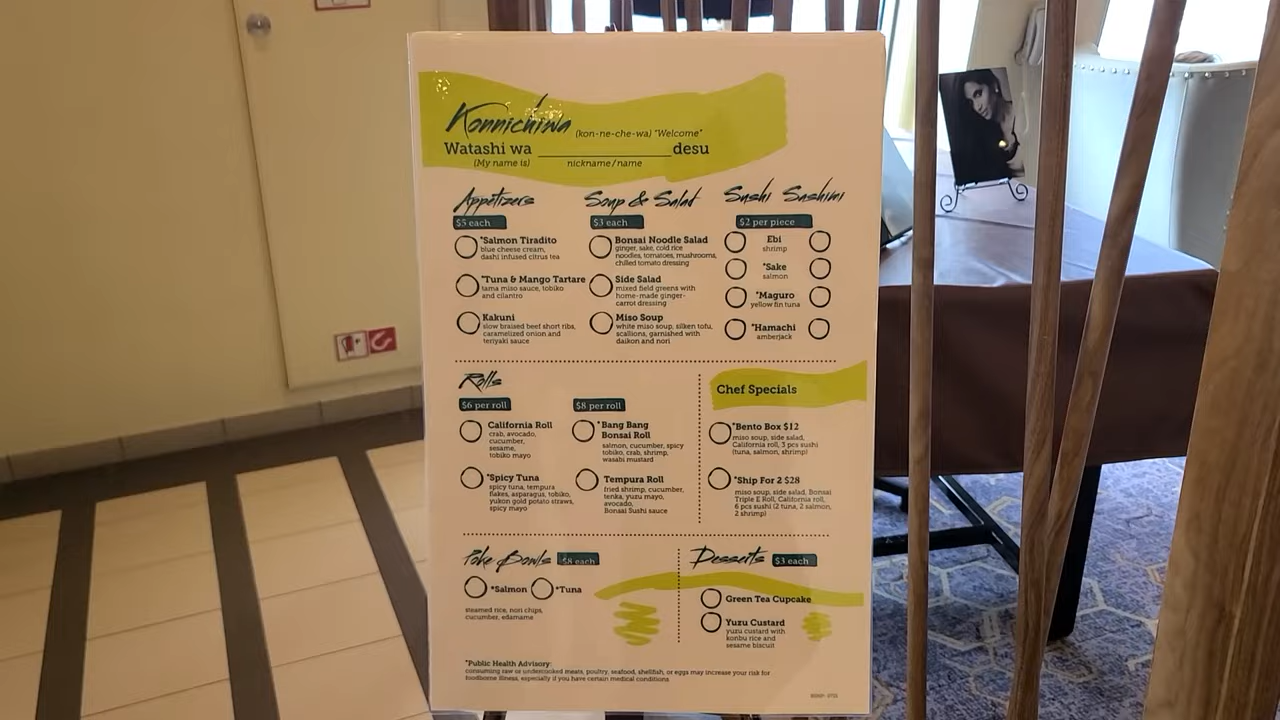 Konnichiwa (kon-ne-che-wa) "Welcome"
Watashi wa ____________ desu
(My name is) nickname/name
Appetizers
$5 each
*Salmon Tiradito
blue cheese cream,
dashi infused citrus tea
*Tuna & Mango Tartare
tama miso sauce, tobiko
and cilantro
Kakuni
slow braised beef short ribs,
caramelized onion and
teriyaki sauce
Soup & Salad
$3 each
Bonsai Noodle Salad
ginger, sake, cold rice
noodles, tomatoes, mushrooms,
chilled tomato dressing
Side Salad
mixed field greens with
home-made ginger-
carrot dressing
Miso Soup
white miso soup, silken tofu,
scallions, garnished with
daikon and nori
Sushi Sashimi
$2 per piece
Ebi
shrimp
*Sake
salmon
*Maguro
yellow fin tuna
*Hamachi
amberjack
Rolls
$6 per roll
California Roll
crab, avocado,
cucumber,
sesame,
tobiko mayo
*Spicy Tuna
spicy tuna, tempura
flakes, asparagus, tobiko,
yukon gold potato straws,
spicy mayo
$8 per roll
*Bang Bang
Bonsai Roll
salmon, cucumber, spicy
tobiko, crab, shrimp,
wasabi mustard
Tempura Roll
fried shrimp, cucumber,
tenka, yuzu mayo,
avocado,
Bonsai Sushi sauce
Chef Specials
*Bento Box $12
miso soup, side salad,
California roll, 3 pcs sushi
(tuna, salmon, shrimp)
*Ship For 2 $28
miso soup, side salad, Bonsai
Triple E Roll, California roll,
6 pcs sushi (2 tuna, 2 salmon,
2 shrimp)
Poke Bowls $8 each
*Salmon *Tuna
steamed rice, nori chips,
cucumber, edamame
Desserts $3 each
Green Tea Cupcake
Yuzu Custard
yuzu custard with
konbu rice and
sesame biscuit
*Public Health Advisory:
consuming raw or undercooked meats, poultry, seafood, shellfish, or eggs may increase your risk for
foodborne illness, especially if you have certain medical conditions